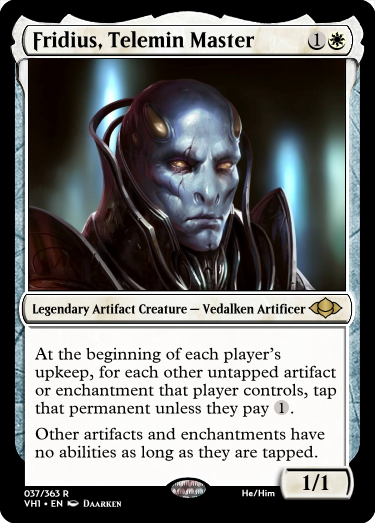 Fridius, Telemin Master 1
Legendary Artifact Creature — Vedalken Artificer
At the beginning of each player's
upkeep, for each other untapped artifact
or enchantment that player controls, tap
that permanent unless they pay 1.
Other artifacts and enchantments have
no abilities as long as they are tapped.
1/1
037/363 R He/Him
VH1 • EN Daarken